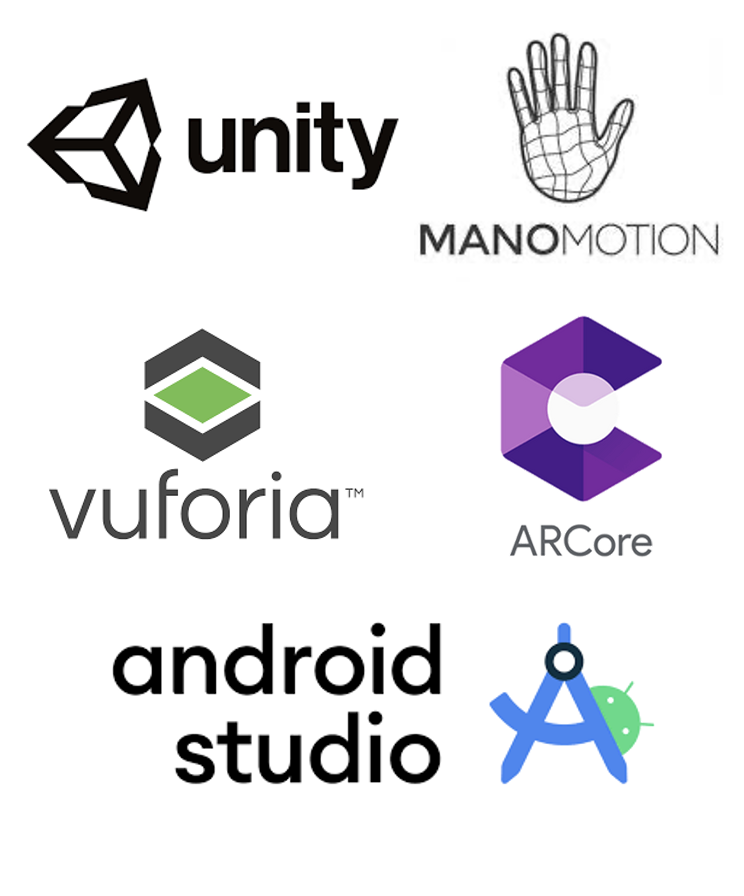 unity
MANOMOTION
vuforia™
ARCore
android
studio